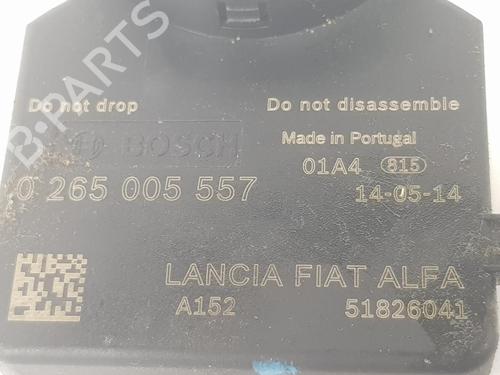 B-PARTS
Do not drop
Do not disassemble
BOSCH
Made in Portugal
01A4 815
0 265 005 557
14-05-14
LANCIA FIAT ALFA
A152
51826041